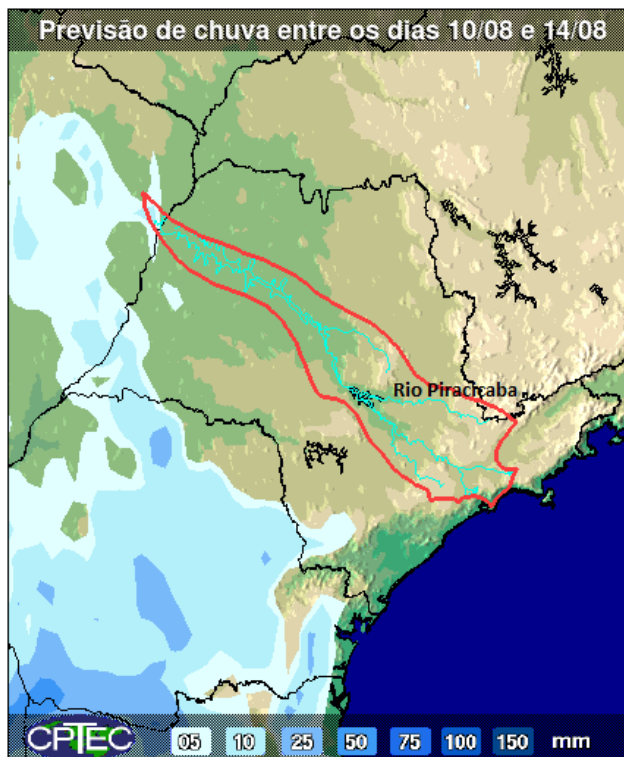 Previsão de chuva entre os dias 10/08 e 14/08
Rio Piracicaba
CPTEC 05 10 25 50 75 100 150 mm